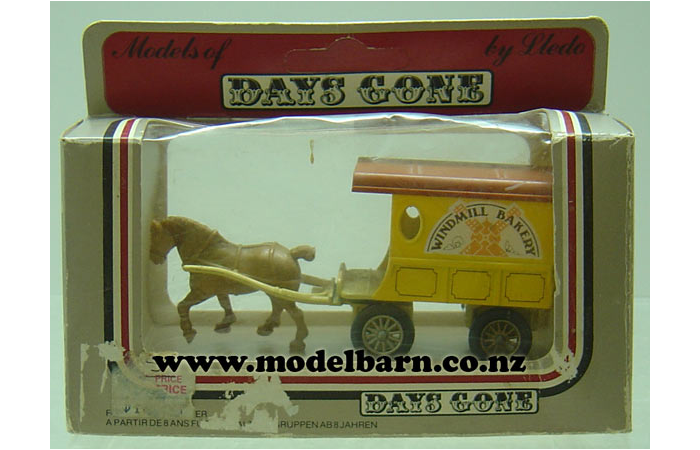 Models of
by Lledo
DAYS GONE
WINDMILL BAKERY
www.modelbarn.co.nz
PRICE
DAYS GONE
A PARTIR DE 8 ANS
GRUPPEN AB 8 JAHREN